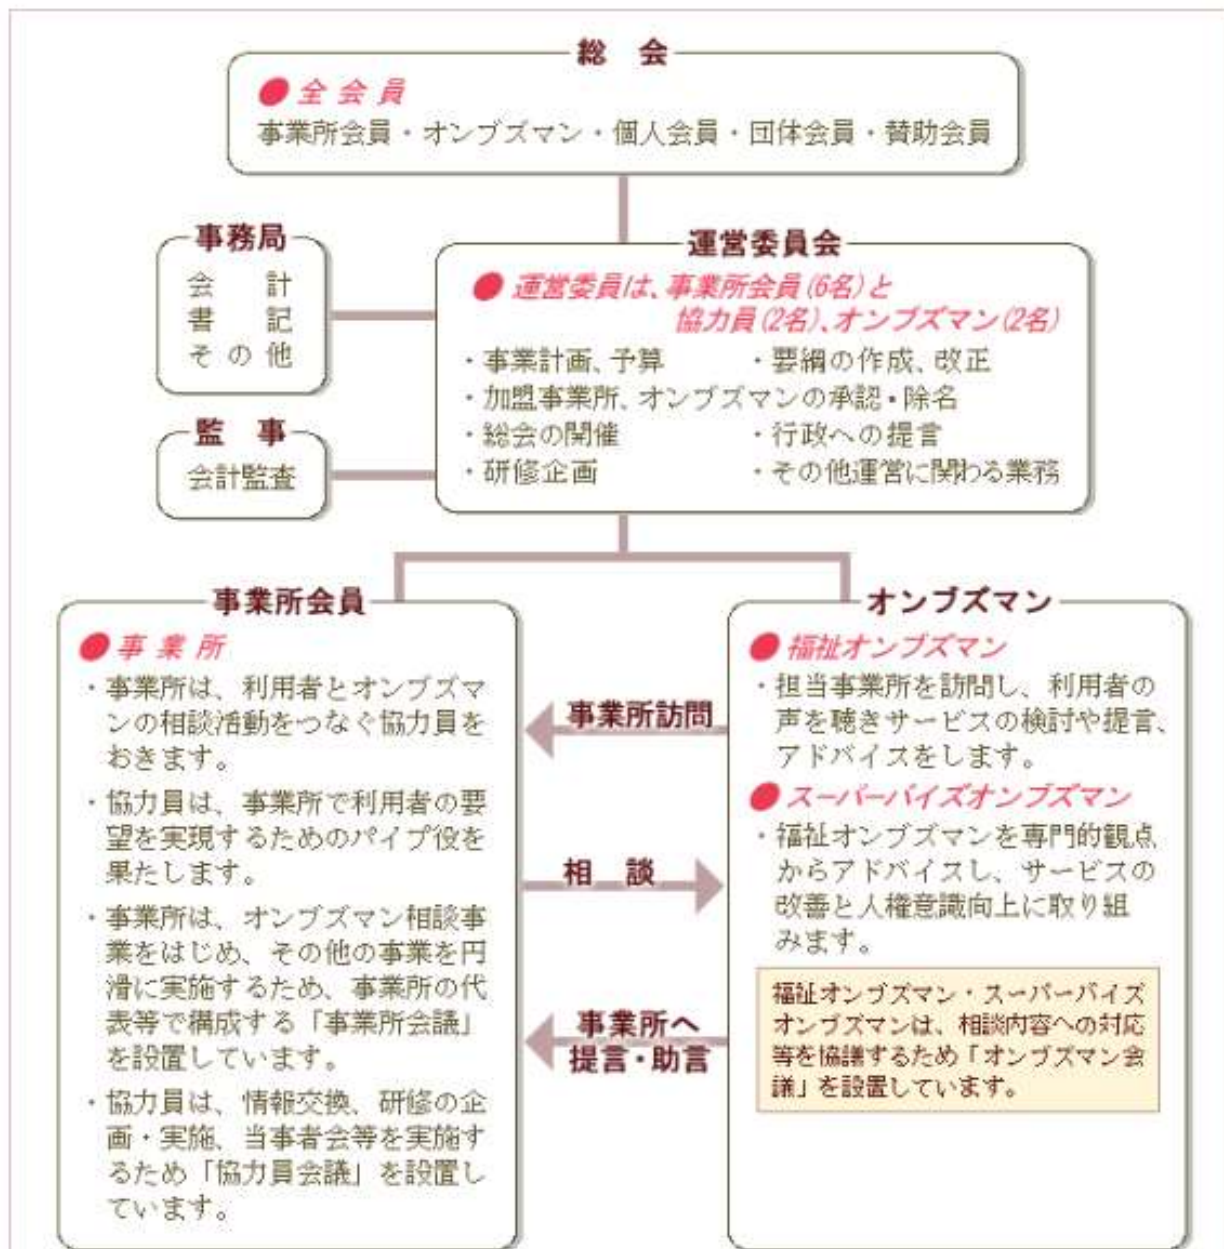 総　会
● 全 会 員
事業所会員・オンブズマン・個人会員・団体会員・賛助会員
事務局
会　　計
書　　記
そ の 他
監　事
会計監査
運営委員会
● 運営委員は、事業所会員(6名)と
協力員(2名)、オンブズマン(2名)
・事業計画、予算　　・要綱の作成、改正
・加盟事業所、オンブズマンの承認・除名
・総会の開催　　・行政への提言
・研修企画　　・その他運営に関わる業務
事業所会員
● 事 業 所
・事業所は、利用者とオンブズマ
ンの相談活動をつなぐ協力員を
おきます。
・協力員は、事業所で利用者の要
望を実現するためのパイプ役を
果たします。
・事業所は、オンブズマン相談事
業をはじめ、その他の事業を円
滑に実施するため、事業所の代
表等で構成する「事業所会議」
を設置しています。
・協力員は、情報交換、研修の企
画・実施、当事者会等を実施す
るため「協力員会議」を設置し
ています。
事業所訪問
相　談
事業所へ
提言・助言
オンブズマン
● 福祉オンブズマン
・担当事業所を訪問し、利用者の
声を聴きサービスの検討や提言、
アドバイスをします。
● スーパーバイズオンブズマン
・福祉オンブズマンを専門的観点
からアドバイスし、サービスの
改善と人権意識向上に取り組
みます。
福祉オンブズマン・スーパーバイズ
オンブズマンは、相談内容への対応
等を協議するため「オンブズマン会
議」を設置しています。